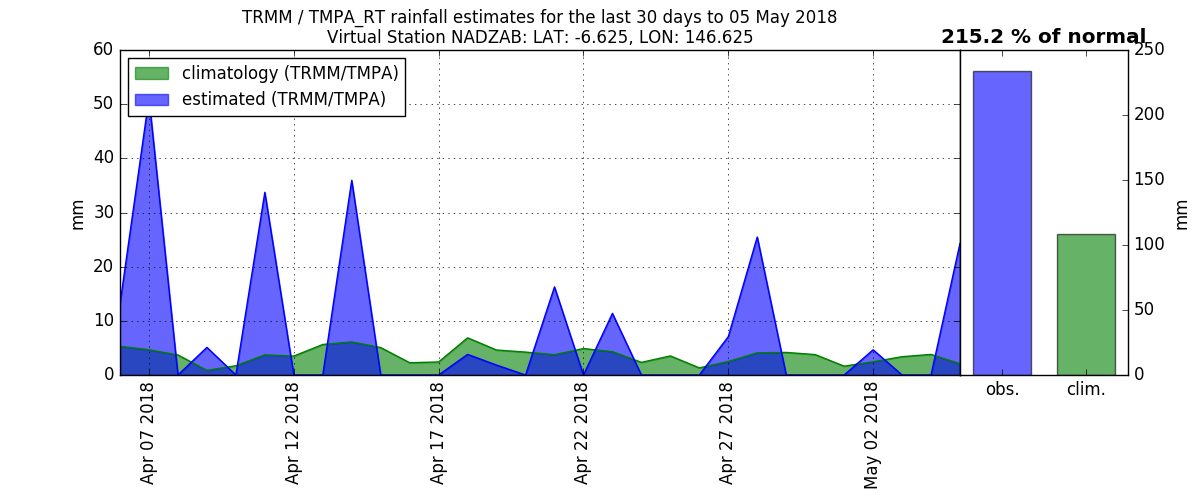 TRMM / TMPA_RT rainfall estimates for the last 30 days to 05 May 2018
Virtual Station NADZAB: LAT: -6.625, LON: 146.625
215.2 % of normal
climatology (TRMM/TMPA)
estimated (TRMM/TMPA)
60
50
40
30
20
10
0
mm
Apr 07 2018
Apr 12 2018
Apr 17 2018
Apr 22 2018
Apr 27 2018
May 02 2018
250
200
150
100
50
0
mm
obs.
clim.